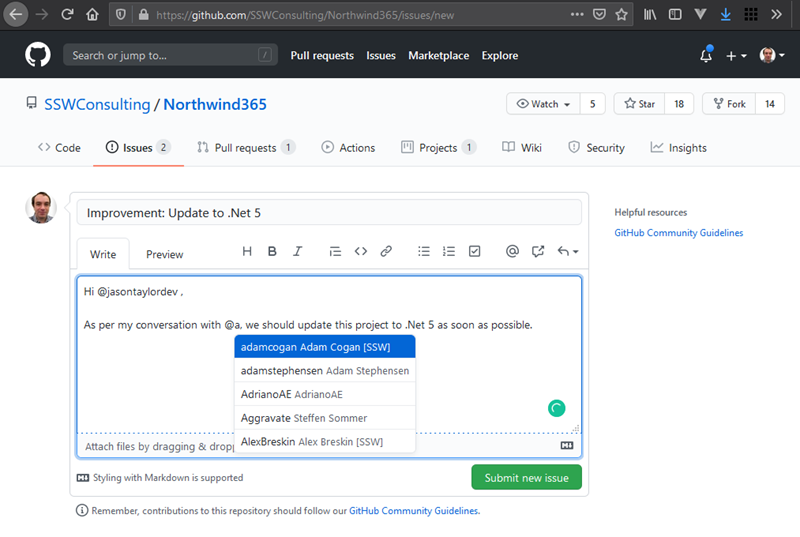 https://github.com/SSWConsulting/Northwind365/issues/new
Search or jump to... /
Pull requests Issues Marketplace Explore
SSWConsulting / Northwind365
Watch 5 Star 18 Fork 14
Code Issues 2 Pull requests 1 Actions Projects 1 Wiki Security Insights
Improvement: Update to .Net 5
Helpful resources
GitHub Community Guidelines
Write Preview H B I
Hi @jasontaylordev ,
As per my conversation with @a, we should update this project to .Net 5 as soon as possible.
adamcogan Adam Cogan [SSW]
adamstephensen Adam Stephensen
AdrianoAE AdrianoAE
Aggravate Steffen Sommer
AlexBreskin Alex Breskin [SSW]
Attach files by dragging & dropp
Styling with Markdown is supported
Submit new issue
Remember, contributions to this repository should follow our GitHub Community Guidelines.